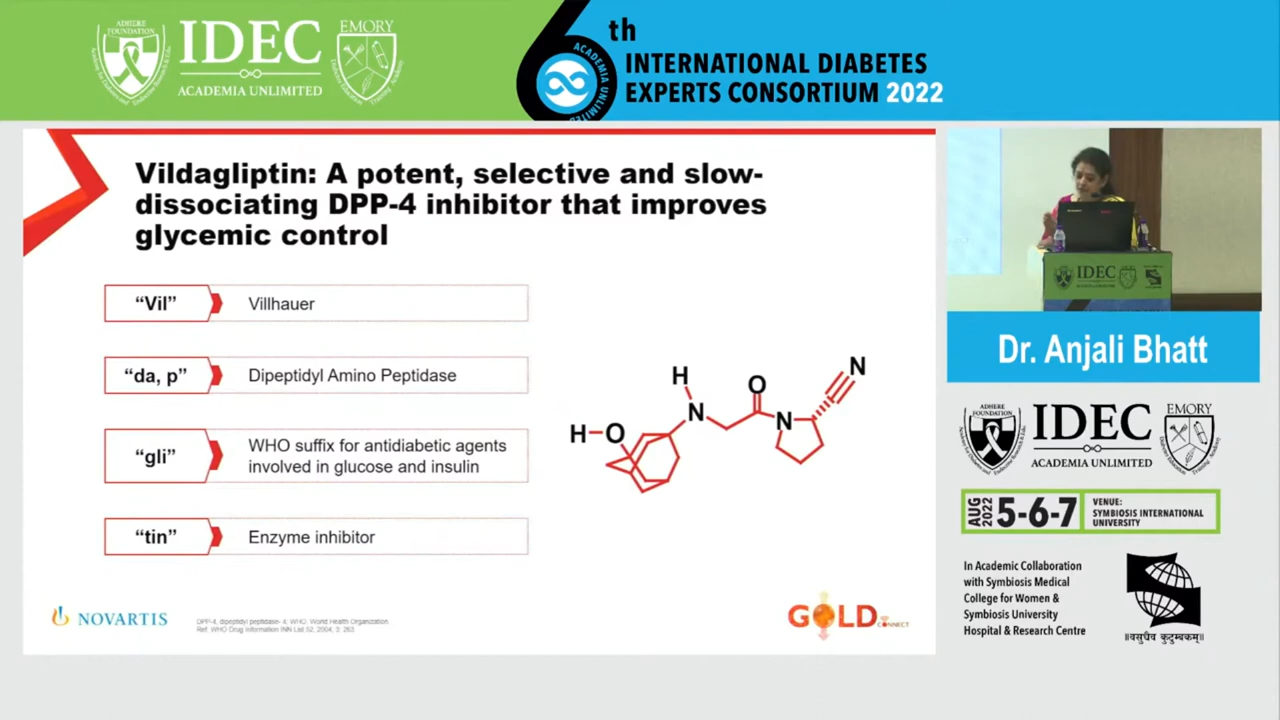 ADHERE
FOUNDATION
IDEC
ACADEMIA UNLIMITED
EMORY
6th
ACADEMIA UNLIMITED
INTERNATIONAL DIABETES
EXPERTS CONSORTIUM 2022
Vildagliptin: A potent, selective and slow-
dissociating DPP-4 inhibitor that improves
glycemic control
“Vil”
Villhauer
“da, p”
Dipeptidyl Amino Peptidase
“gli”
WHO suffix for antidiabetic agents
involved in glucose and insulin
“tin”
Enzyme inhibitor
H
N
O
N
N
H–O
NOVARTIS
DPP-4, dipeptidyl peptidase- 4; WHO, World Health Organization.
Ref: WHO Drug Information INN List 52, 2004; 3: 263
GOLD
CONNECT
IDEC
Dr. Anjali Bhatt
ADHERE
FOUNDATION
IDEC
ACADEMIA UNLIMITED
EMORY
AUG
2022
5-6-7
VENUE:
SYMBIOSIS INTERNATIONAL
UNIVERSITY
In Academic Collaboration
with Symbiosis Medical
College for Women &
Symbiosis University
Hospital & Research Centre
॥वसुधैव कुटुम्बकम्॥